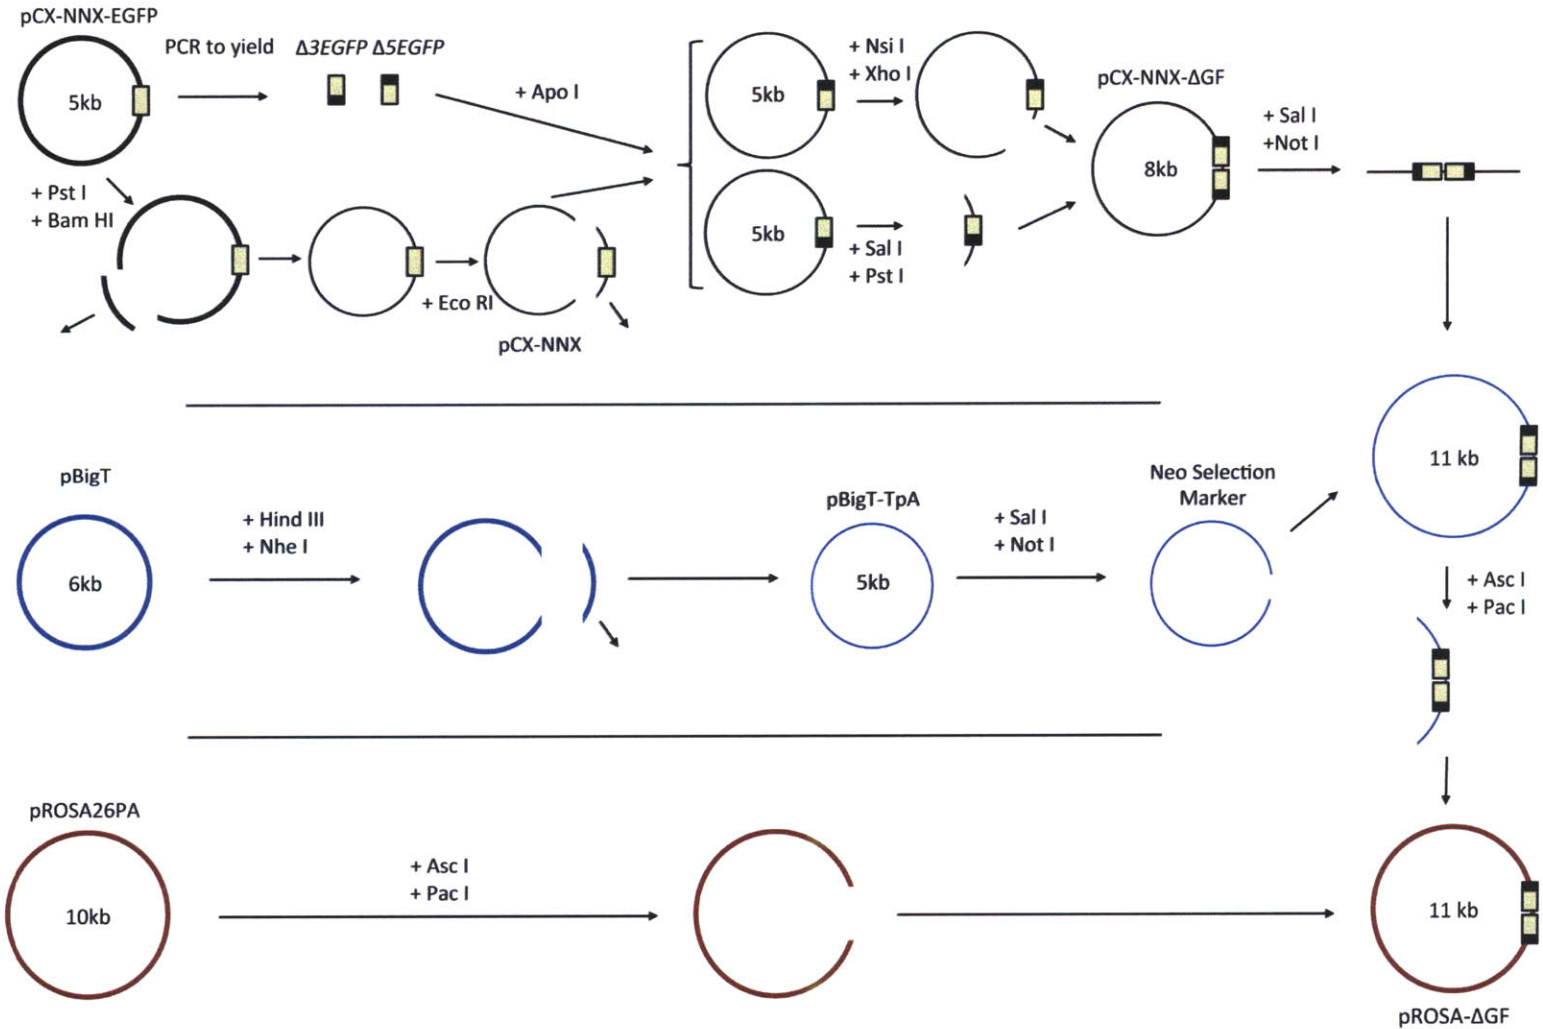 pCX-NNX-EGFP
5kb
PCR to yield
Δ3EGFP Δ5EGFP
+ Apo I
+ Pst I
+ Bam HI
+ Eco RI
pCX-NNX
5kb
+ Nsi I
+ Xho I
5kb
+ Sal I
+ Pst I
pCX-NNX-ΔGF
8kb
+ Sal I
+Not I
11 kb
pBigT
6kb
+ Hind III
+ Nhe I
pBigT-TpA
5kb
+ Sal I
+ Not I
Neo Selection
Marker
+ Asc I
+ Pac I
pROSA26PA
10kb
+ Asc I
+ Pac I
11 kb
pROSA-ΔGF